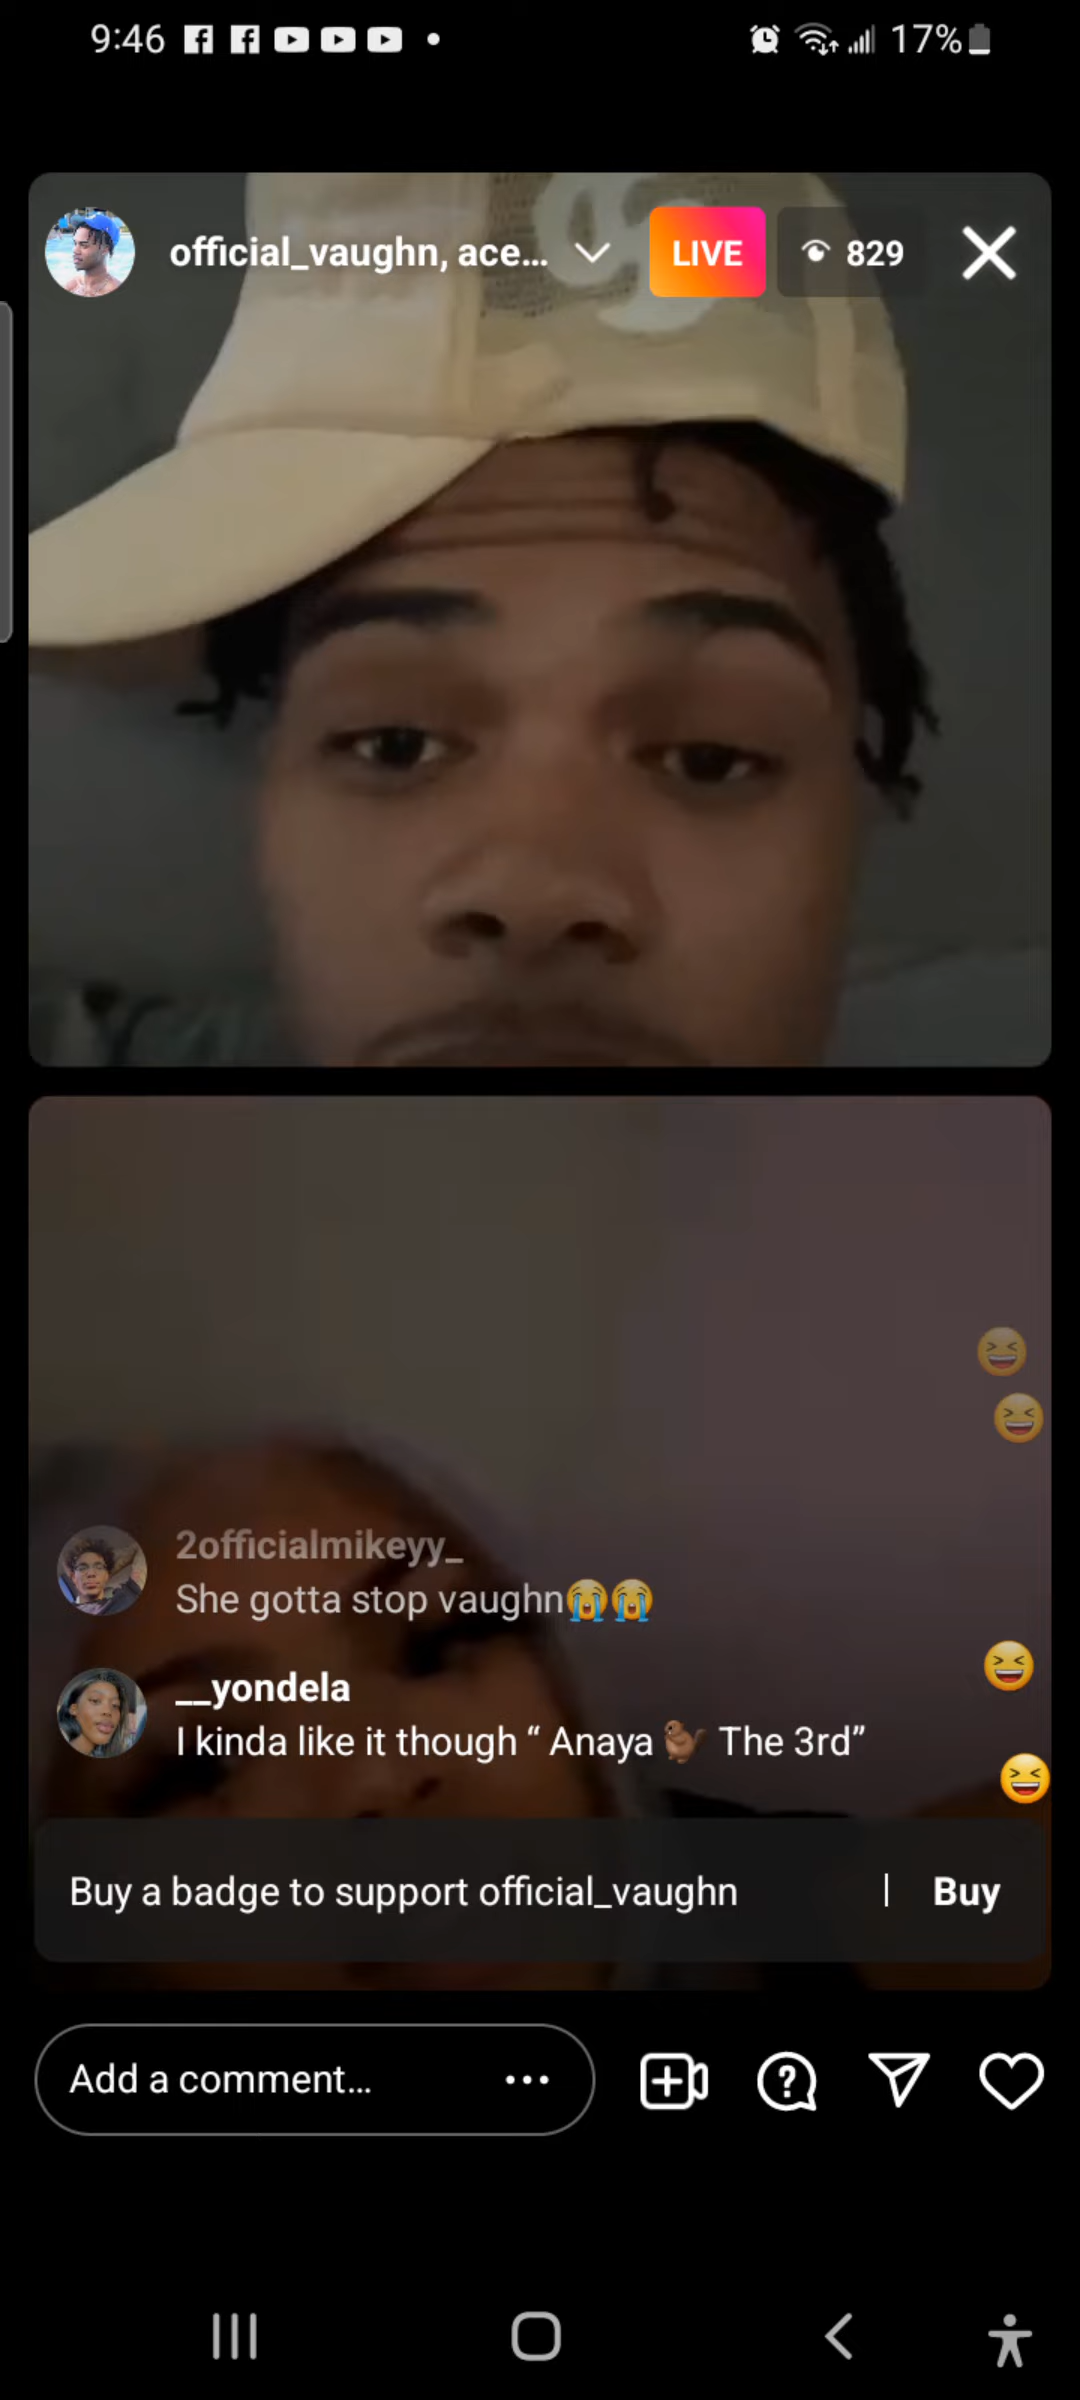 9:46
17%
official_vaughn, ace...
LIVE
829
2officialmikeyy_
She gotta stop vaughn😭😭
__yondela
I kinda like it though “ Anaya 🦫 The 3rd”
Buy a badge to support official_vaughn | Buy
Add a comment...